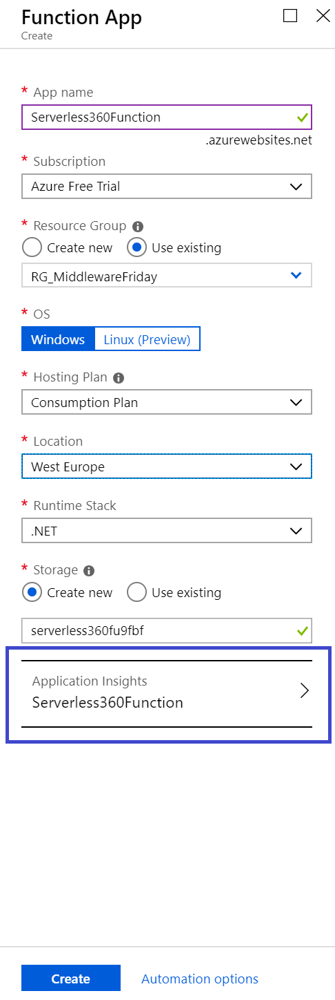 Function App
Create
* App name
Serverless360Function
.azurewebsites.net
* Subscription
Azure Free Trial
* Resource Group
Create new Use existing
RG_MiddlewareFriday
* OS
Windows Linux (Preview)
* Hosting Plan
Consumption Plan
* Location
West Europe
* Runtime Stack
.NET
* Storage
Create new Use existing
serverless360fu9fbf
Application Insights
Serverless360Function
Create Automation options